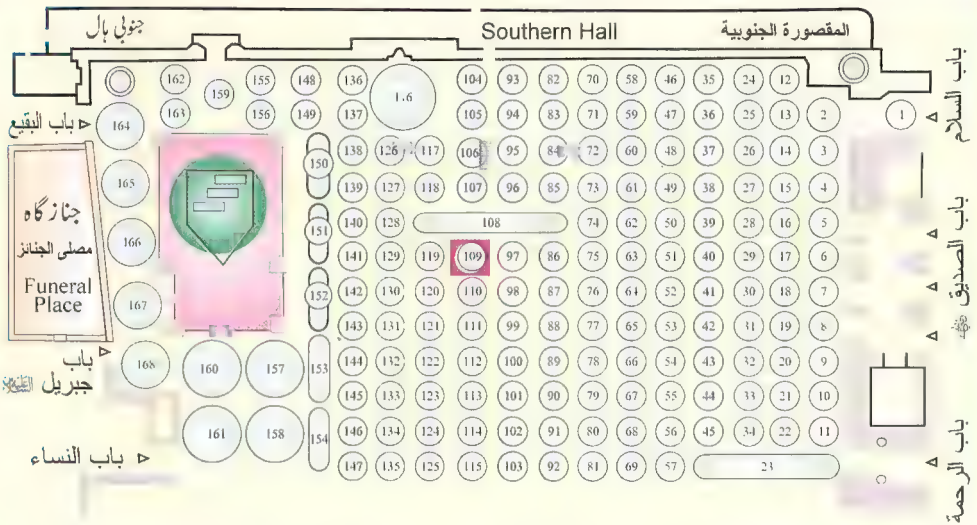 جنوبی ہال Southern Hall المقصورة الجنوبية
162 155 148 136 104 93 82 70 58 46 35 24 12
159
163 156 149 137 105 94 83 71 59 47 36 25 13 2 1
باب السلام
باب البقيع
164
150 138 126 117 106 95 84 72 60 48 37 26 14 3
165 139 127 118 107 96 85 73 61 49 38 27 15 4
جنازگاه
مصلى الجنائز
Funeral
Place
151 140 128 108 74 62 50 39 28 16 5
166
141 129 119 109 97 86 75 63 51 40 29 17 6
باب الصديق
152 142 130 120 110 98 87 76 64 52 41 30 18 7
167
143 131 121 111 99 88 77 65 53 42 31 19 8
باب
جبريل
168 160 157 153 144 132 122 112 100 89 78 66 54 43 32 20 9
145 133 123 113 101 90 79 67 55 44 33 21 10
161 158 154 146 134 124 114 102 91 80 68 56 45 34 22 11
باب النساء
147 135 125 115 103 92 81 69 57 23
باب الرحمة